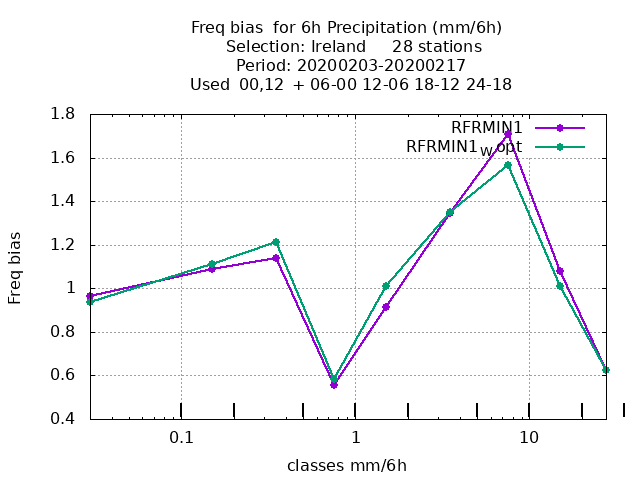 Freq bias  for 6h Precipitation (mm/6h)
Selection: Ireland     28 stations
Period: 20200203-20200217
Used  00,12  + 06-00 12-06 18-12 24-18
RFRMIN1
RFRMIN1wopt
1.8
1.6
1.4
1.2
1
0.8
0.6
0.4
Freq bias
0.1
1
10
classes mm/6h